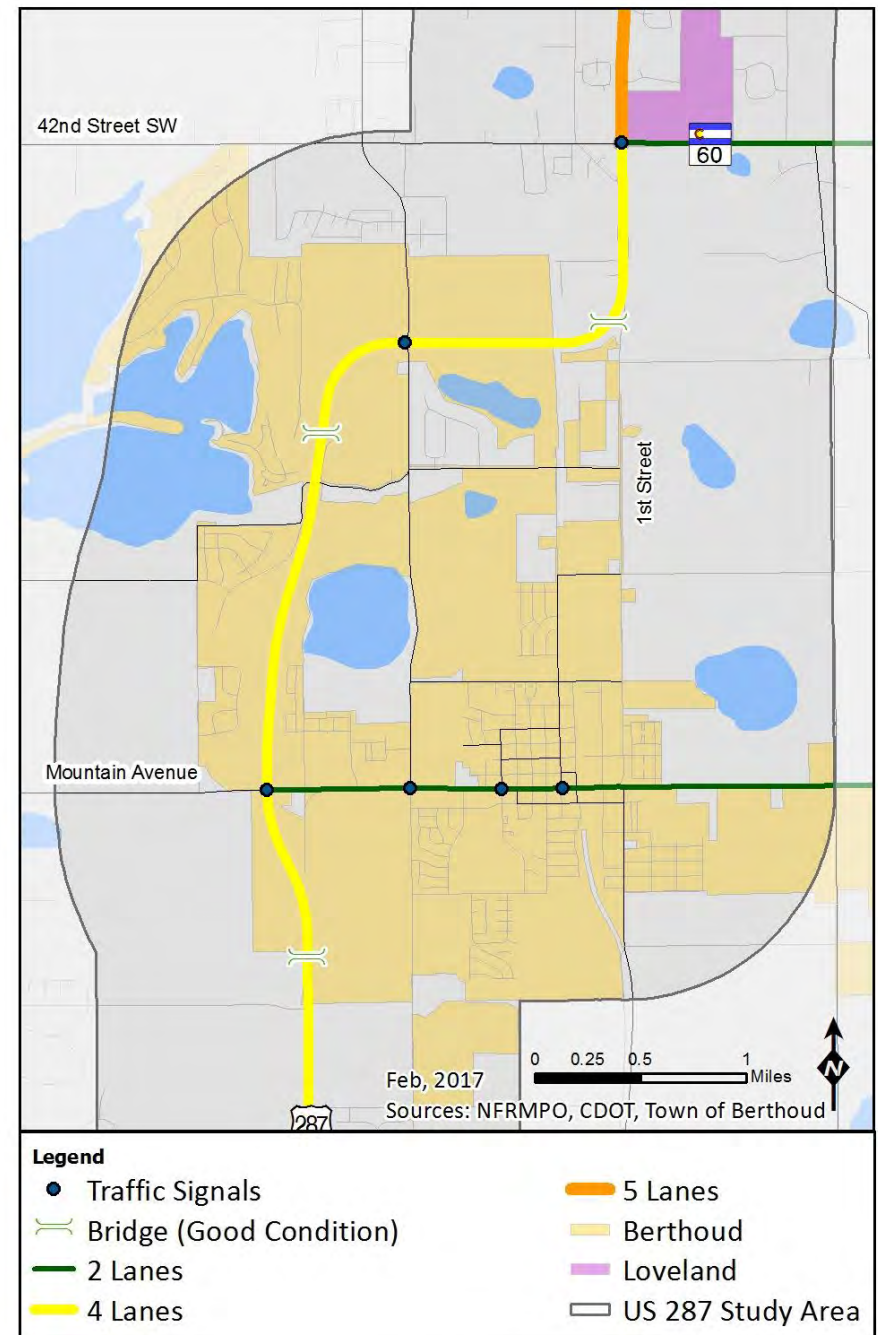 42nd Street SW
60
1st Street
Mountain Avenue
0 0.25 0.5 1
Miles
N
Feb, 2017
Sources: NFRMPO, CDOT, Town of Berthoud
287
Legend
Traffic Signals
Bridge (Good Condition)
2 Lanes
4 Lanes
5 Lanes
Berthoud
Loveland
US 287 Study Area